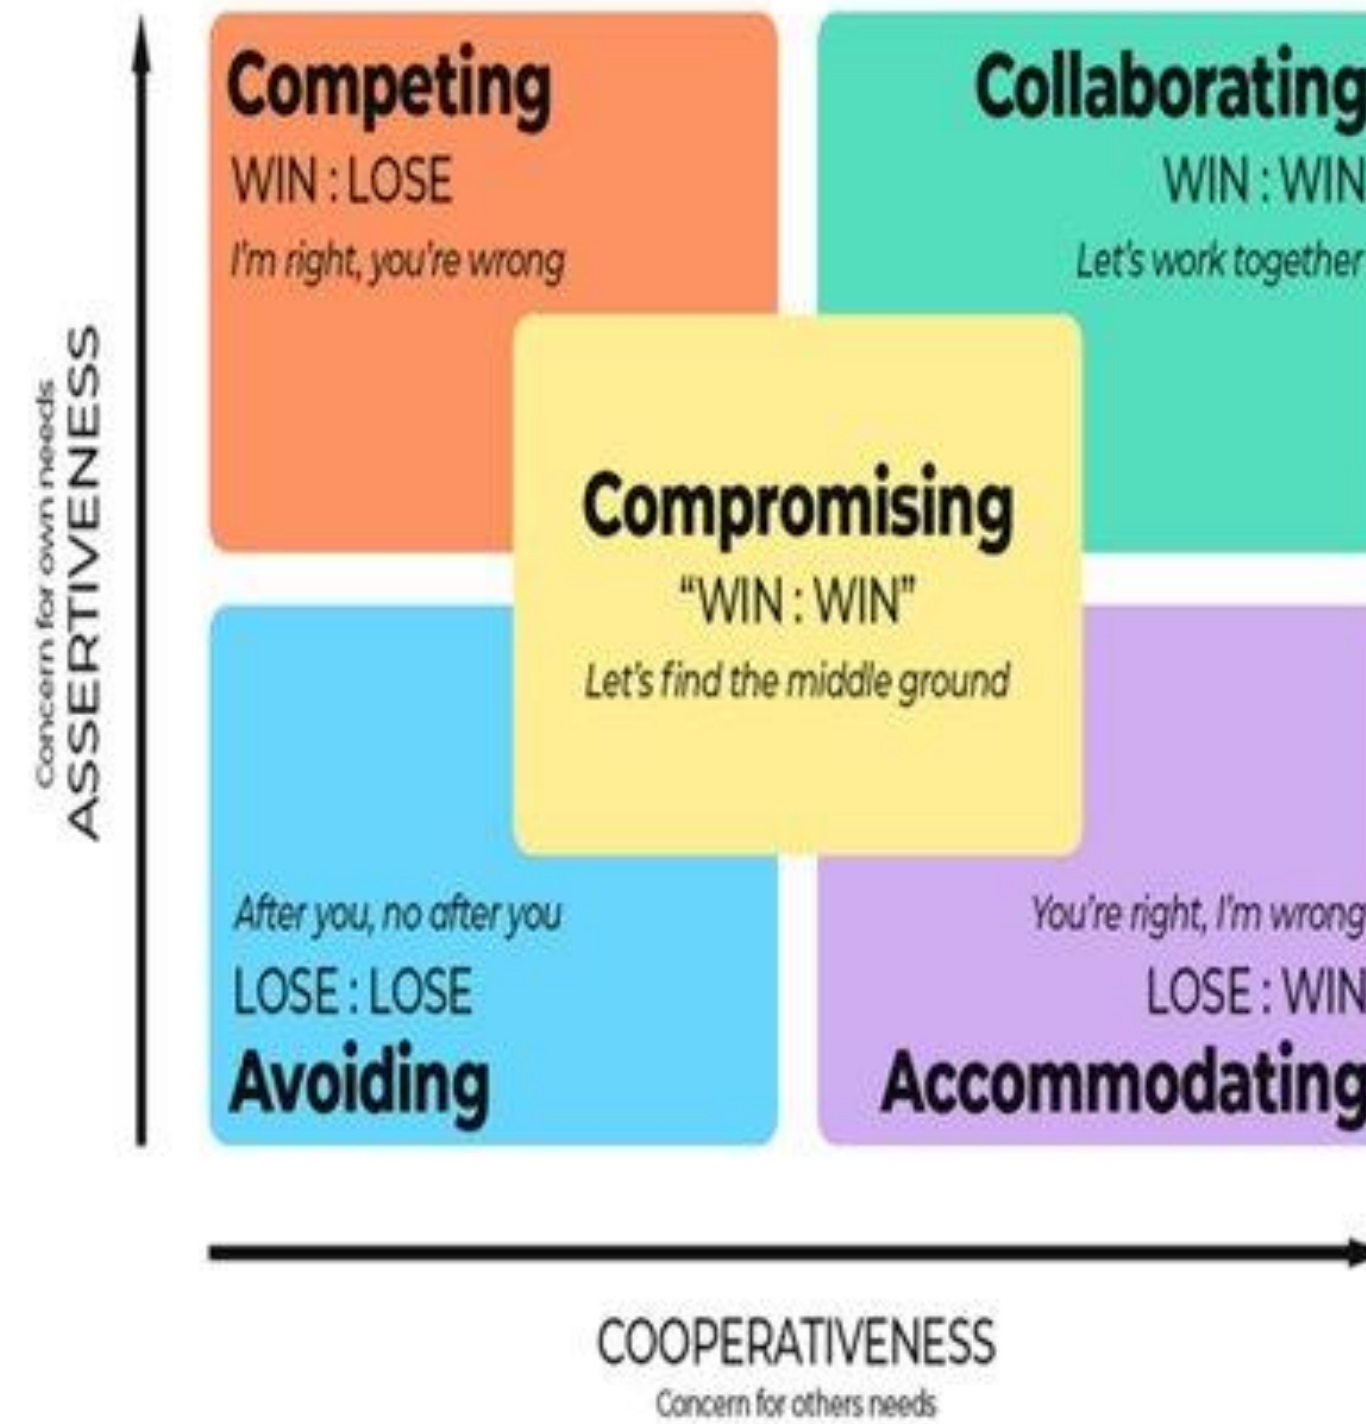 Competing
WIN : LOSE
I'm right, you're wrong
Collaborating
WIN : WIN
Let's work together
Compromising
“WIN : WIN”
Let's find the middle ground
After you, no after you
LOSE : LOSE
Avoiding
You're right, I'm wrong
LOSE : WIN
Accommodating
Concern for own needs
ASSERTIVENESS
COOPERATIVENESS
Concern for others needs